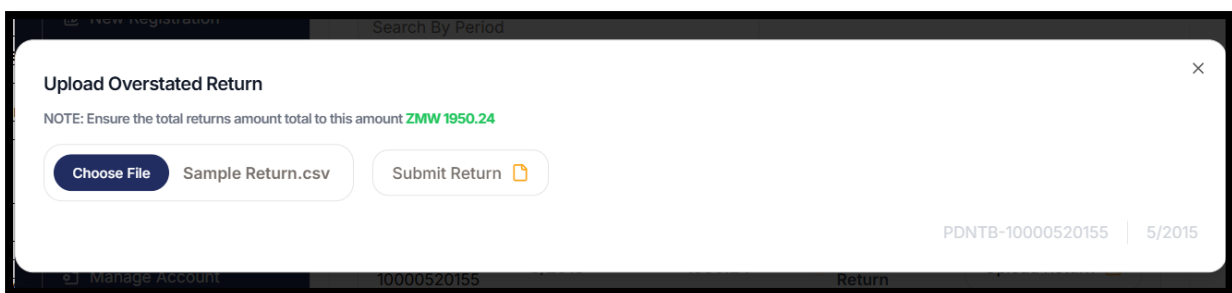 New Registration
Search By Period
Upload Overstated Return
NOTE: Ensure the total returns amount total to this amount ZMW 1950.24
Choose File Sample Return.csv Submit Return
PDNTB-10000520155 5/2015
Manage Account
10000520155
Return